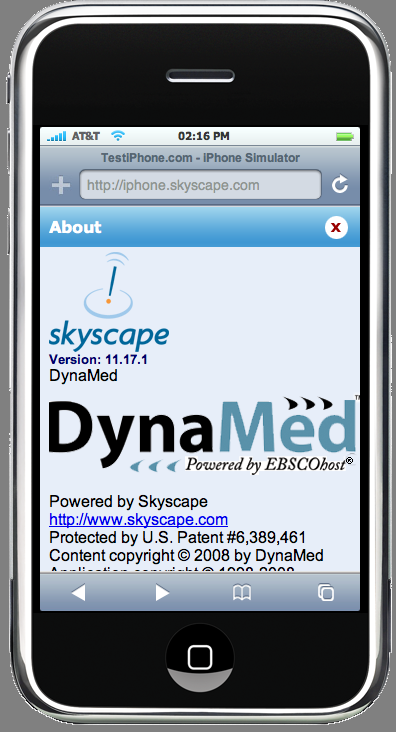 AT&T 02:16 PM
TestiPhone.com - iPhone Simulator
http://iphone.skyscape.com
About x
skyscape
Version: 11.17.1
DynaMed
DynaMed™
Powered by EBSCOhost®
Powered by Skyscape
http://www.skyscape.com
Protected by U.S. Patent #6,389,461
Content copyright © 2008 by DynaMed
Application copyright © 1998-2008